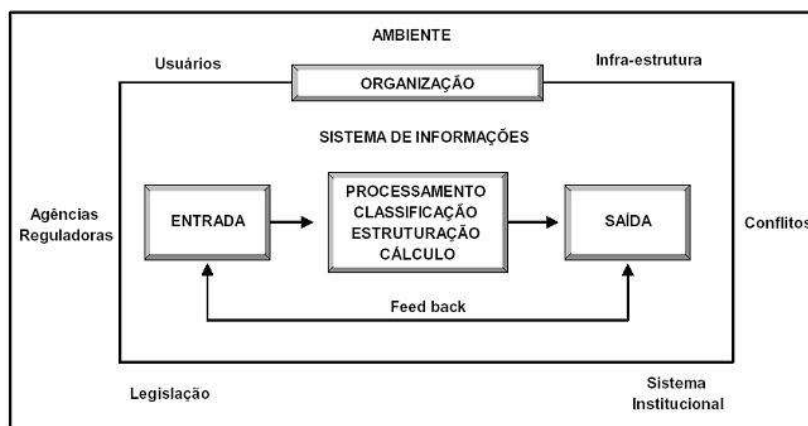 AMBIENTE
Usuários
Infra-estrutura
ORGANIZAÇÃO
SISTEMA DE INFORMAÇÕES
Agências
Reguladoras
ENTRADA
PROCESSAMENTO
CLASSIFICAÇÃO
ESTRUTURAÇÃO
CÁLCULO
SAÍDA
Conflitos
Feed back
Legislação
Sistema
Institucional